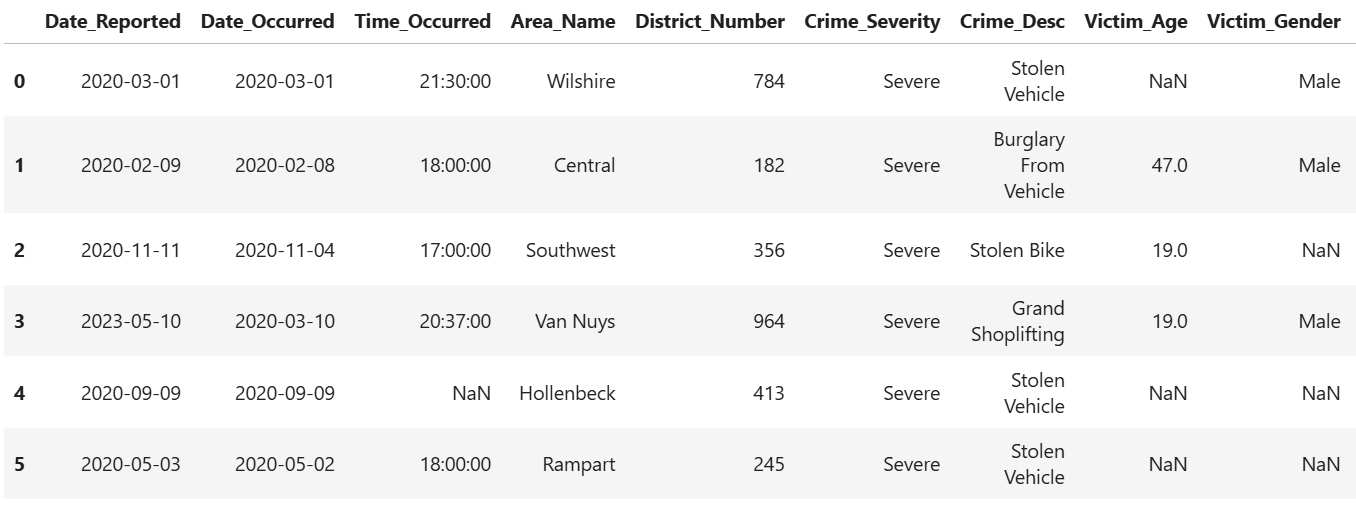 Date_Reported Date_Occurred Time_Occurred Area_Name District_Number Crime_Severity Crime_Desc Victim_Age Victim_Gender
0 2020-03-01 2020-03-01 21:30:00 Wilshire 784 Severe Stolen Vehicle NaN Male
1 2020-02-09 2020-02-08 18:00:00 Central 182 Severe Burglary From Vehicle 47.0 Male
2 2020-11-11 2020-11-04 17:00:00 Southwest 356 Severe Stolen Bike 19.0 NaN
3 2023-05-10 2020-03-10 20:37:00 Van Nuys 964 Severe Grand Shoplifting 19.0 Male
4 2020-09-09 2020-09-09 NaN Hollenbeck 413 Severe Stolen Vehicle NaN NaN
5 2020-05-03 2020-05-02 18:00:00 Rampart 245 Severe Stolen Vehicle NaN NaN